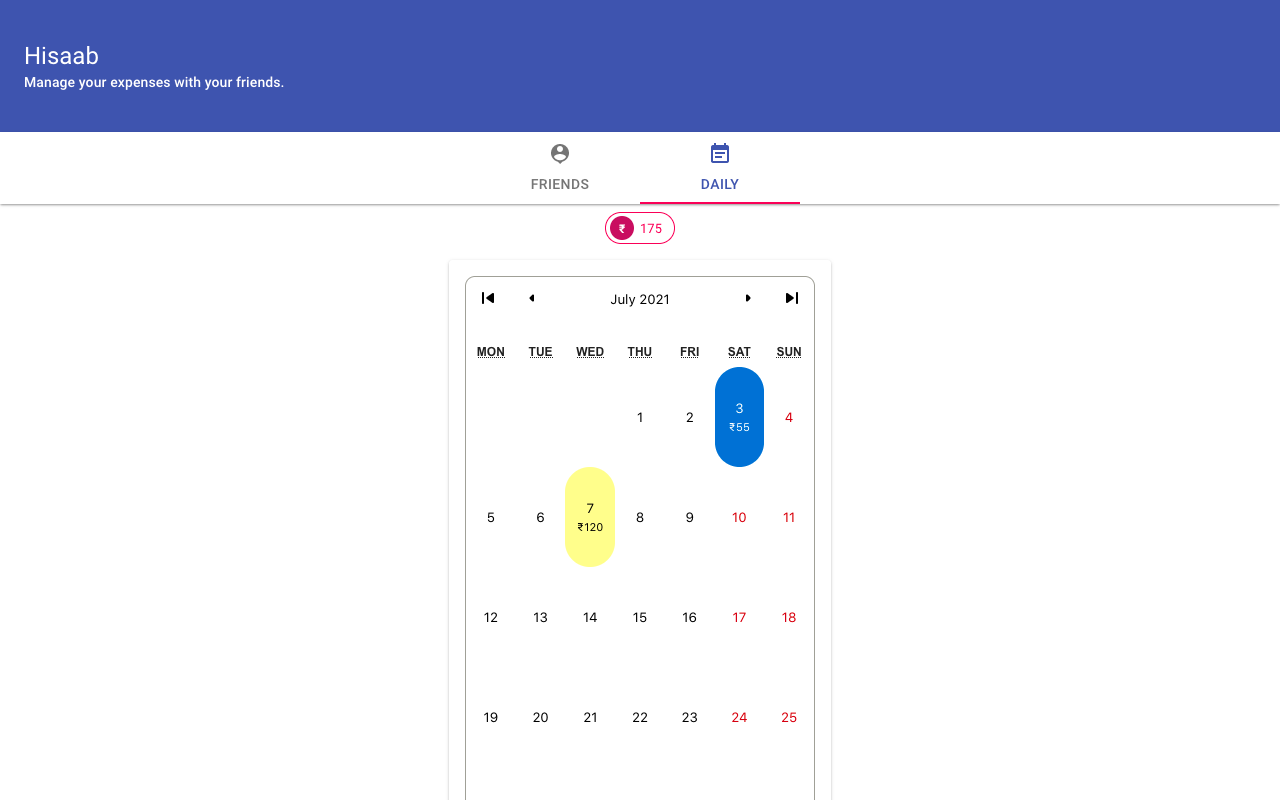 Hisaab
Manage your expenses with your friends.
FRIENDS DAILY
₹ 175
July 2021
MON TUE WED THU FRI SAT SUN
1 2 3 4
₹55
5 6 7 8 9 10 11
₹120
12 13 14 15 16 17 18
19 20 21 22 23 24 25